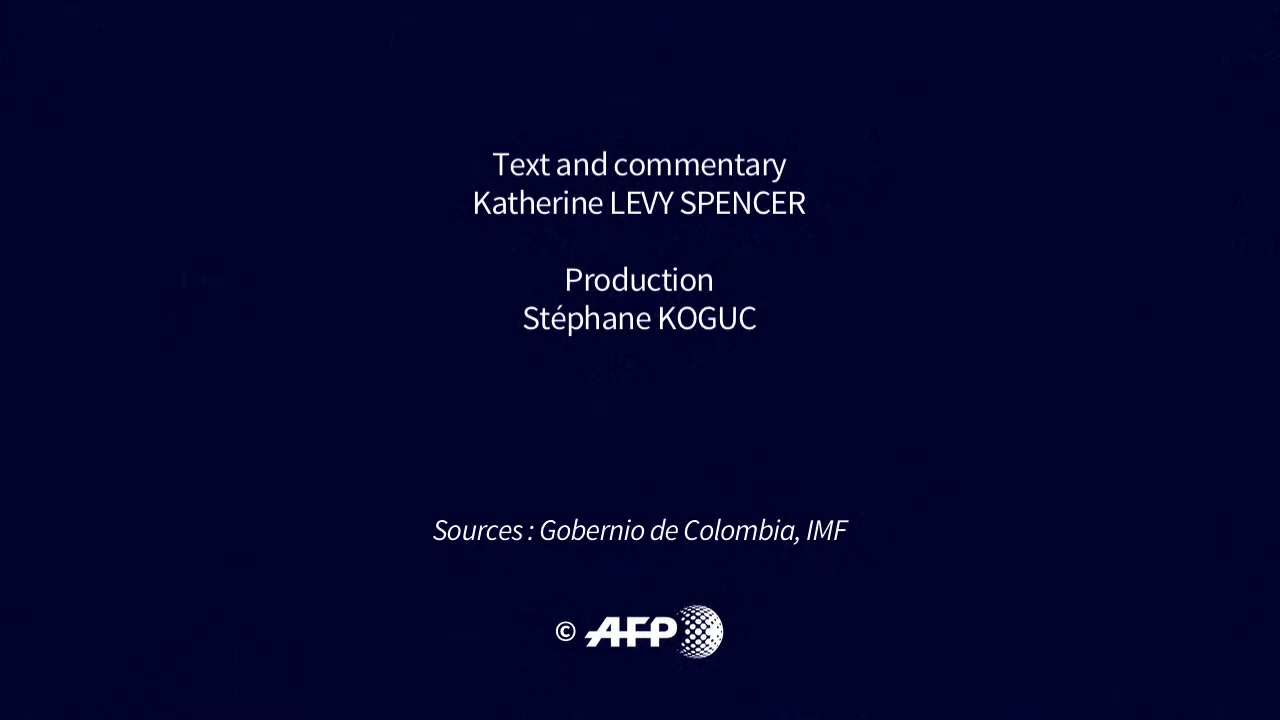 Text and commentary
Katherine LEVY SPENCER
Production
Stéphane KOGUC
Sources : Gobernio de Colombia, IMF
© AFP